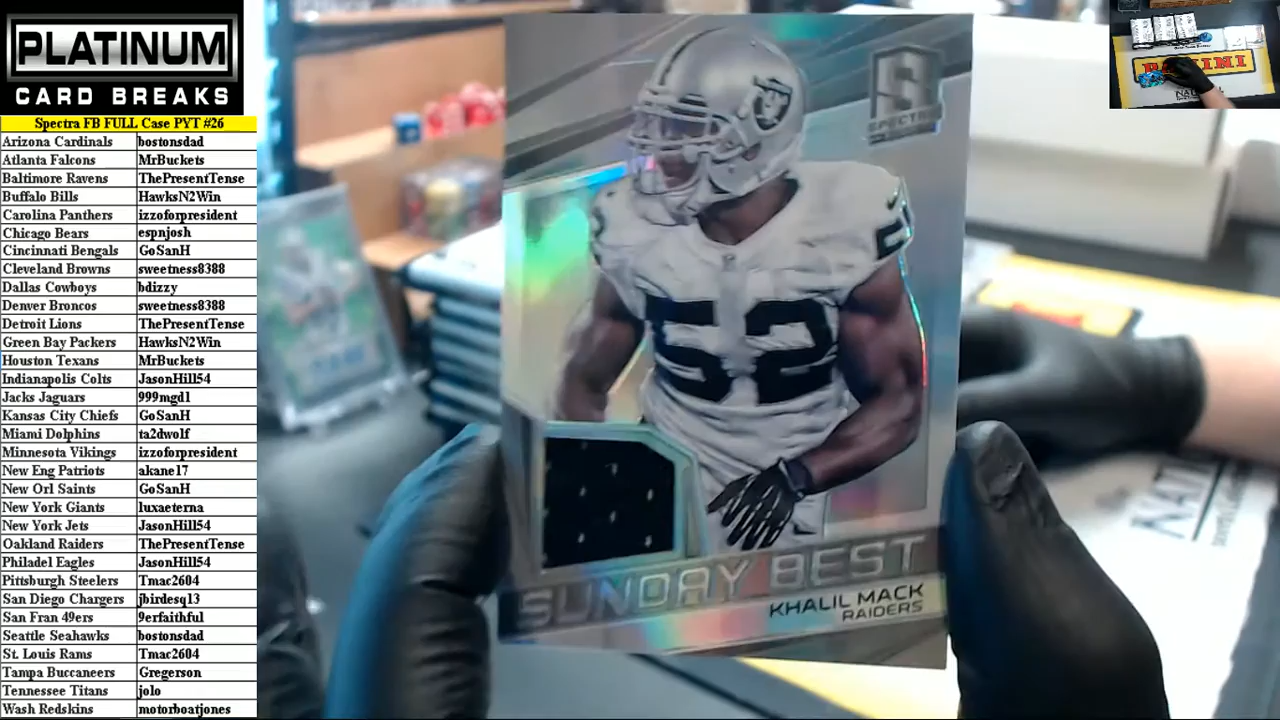 PLATINUM
CARD BREAKS
Spectra FB FULL Case PYT #26
Arizona Cardinals bostonsdad
Atlanta Falcons MrBuckets
Baltimore Ravens ThePresentTense
Buffalo Bills HawksN2Win
Carolina Panthers izzoforpresident
Chicago Bears espnjosh
Cincinnati Bengals GoSanH
Cleveland Browns sweetness8388
Dallas Cowboys bdizzy
Denver Broncos sweetness8388
Detroit Lions ThePresentTense
Green Bay Packers HawksN2Win
Houston Texans MrBuckets
Indianapolis Colts JasonHill54
Jacks Jaguars 999mgd1
Kansas City Chiefs GoSanH
Miami Dolphins ta2dwolf
Minnesota Vikings izzoforpresident
New Eng Patriots akane17
New Orl Saints GoSanH
New York Giants luxaeterna
New York Jets JasonHill54
Oakland Raiders ThePresentTense
Philadel Eagles JasonHill54
Pittsburgh Steelers Tmac2604
San Diego Chargers jbirdesq13
San Fran 49ers 9erfaithful
Seattle Seahawks bostonsdad
St. Louis Rams Tmac2604
Tampa Buccaneers Gregerson
Tennessee Titans jolo
Wash Redskins motorboatjones
SPECTRA
52
SUNDAY BEST
KHALIL MACK
RAIDERS
PANINI